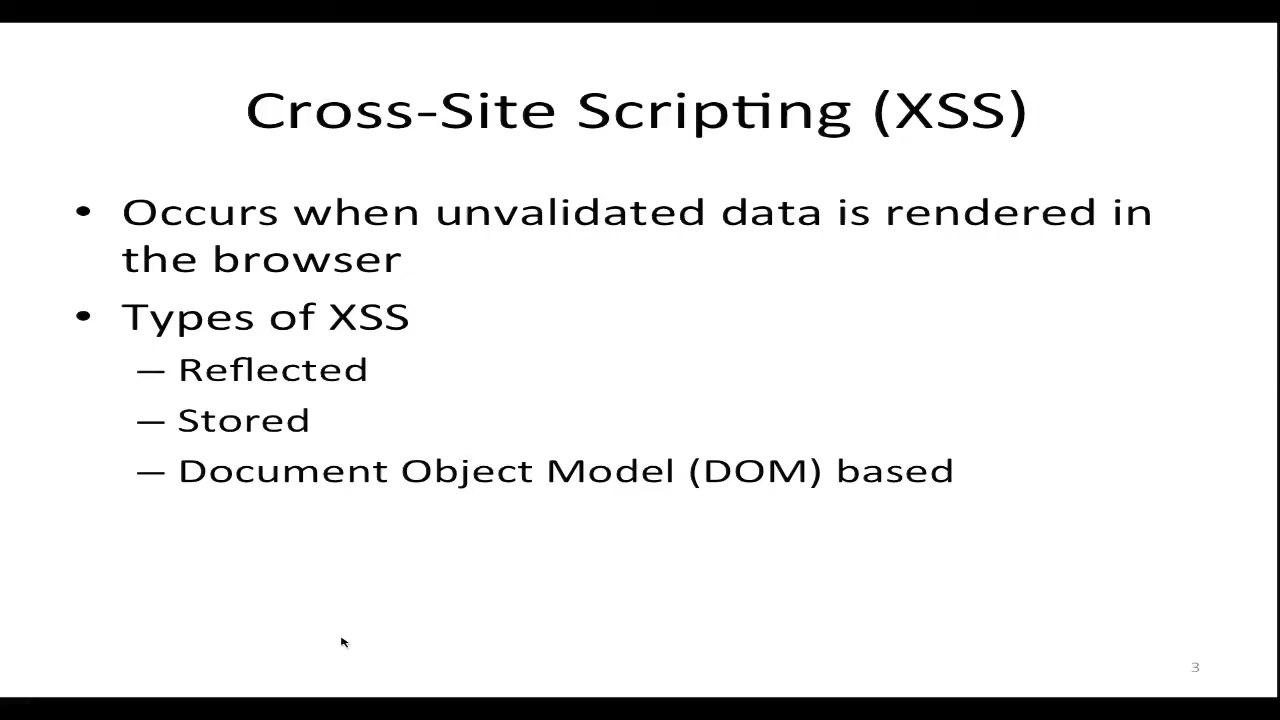 Cross-Site Scripting (XSS)
• Occurs when unvalidated data is rendered in
the browser
• Types of XSS
– Reflected
– Stored
– Document Object Model (DOM) based
3